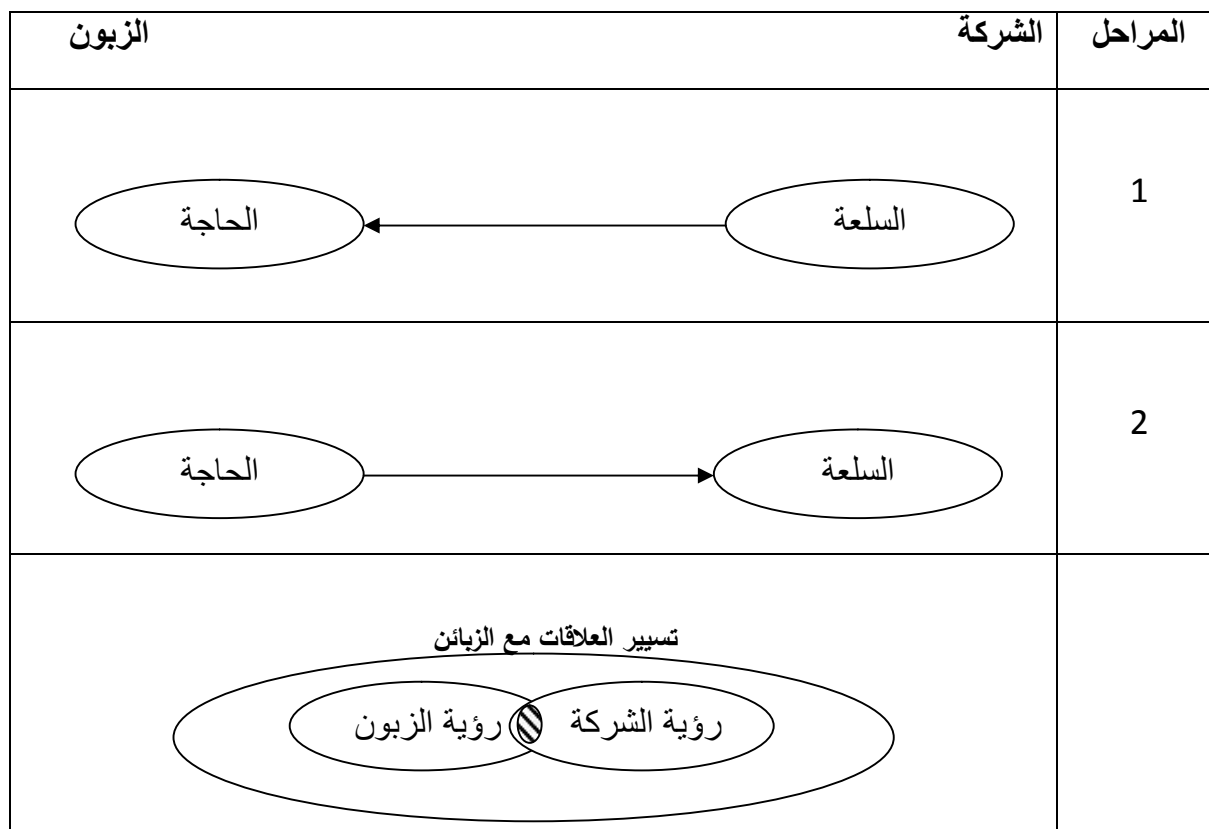 المراحل الشركة الزبون
1
السلعة الحاجة
2
السلعة الحاجة
تسيير العلاقات مع الزبائن
رؤية الشركة رؤية الزبون